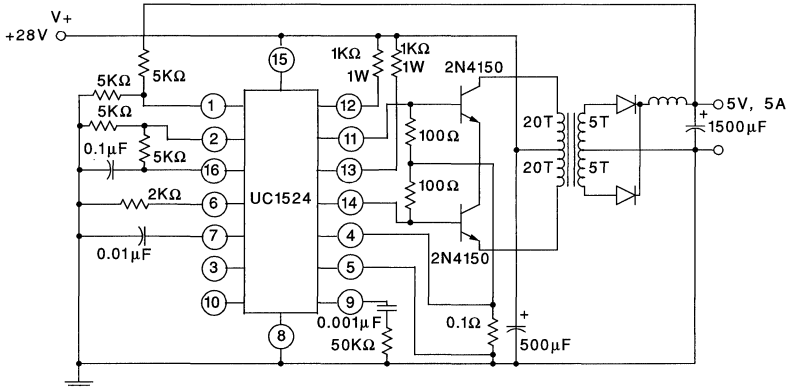 V+
+28V
5KΩ
5KΩ
5KΩ
0.1µF
5KΩ
2KΩ
0.01µF
1
2
16
6
7
3
10
15
UC1524
8
12
11
13
14
4
5
9
1KΩ
1W
1KΩ
1W
2N4150
100Ω
100Ω
2N4150
0.001µF
50KΩ
0.1Ω
500µF
+
20T
5T
20T
5T
5V, 5A
+
1500µF